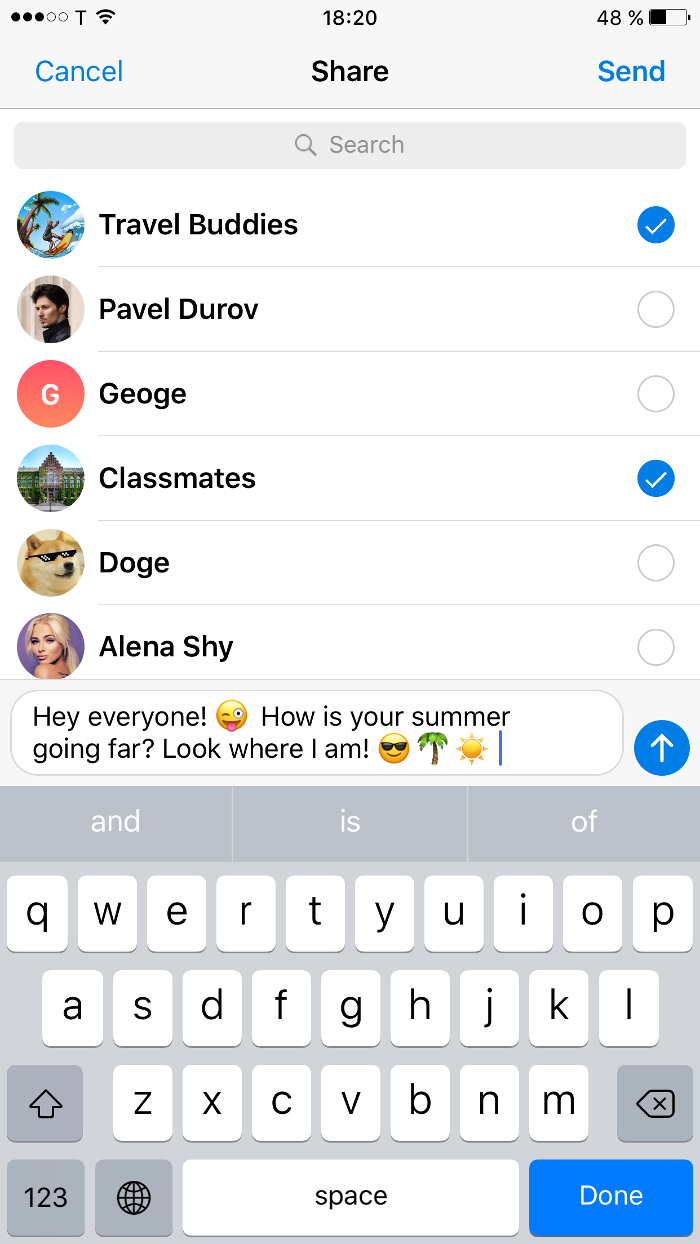 T 18:20 48 %
Cancel Share Send
Search
Travel Buddies
Pavel Durov
G Geoge
Classmates
Doge
Alena Shy
Hey everyone! 😜 How is your summer
going far? Look where I am! 😎🌴☀️
and is of
q w e r t y u i o p
a s d f g h j k l
z x c v b n m
123 space Done